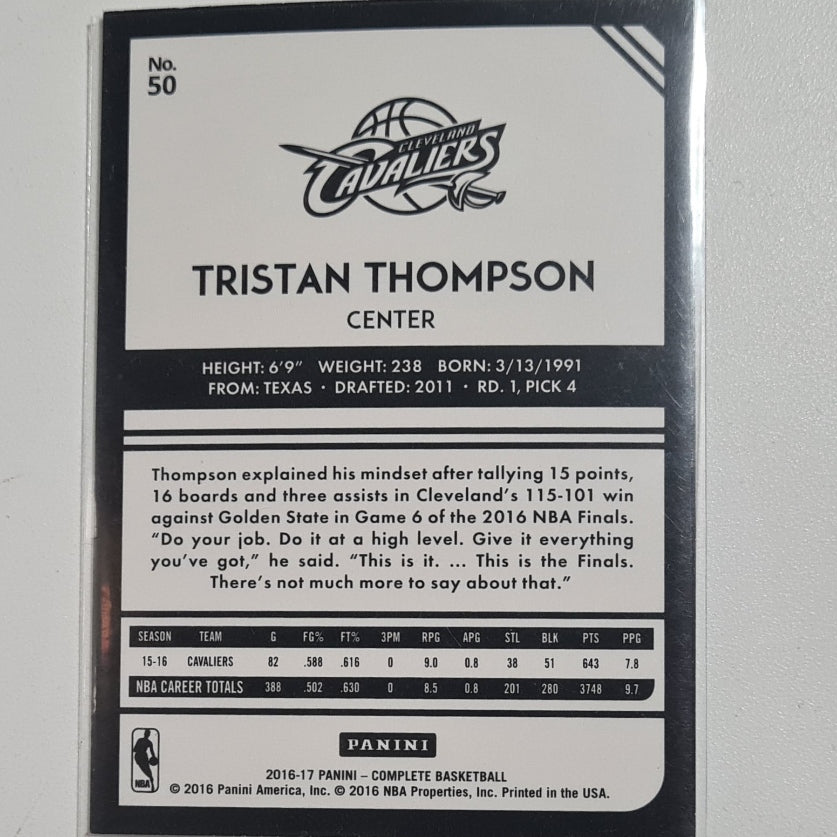 No.
50
CLEVELAND
CAVALIERS
TRISTAN THOMPSON
CENTER
HEIGHT: 6'9" WEIGHT: 238 BORN: 3/13/1991
FROM: TEXAS · DRAFTED: 2011 · RD. 1, PICK 4
Thompson explained his mindset after tallying 15 points,
16 boards and three assists in Cleveland's 115-101 win
against Golden State in Game 6 of the 2016 NBA Finals.
"Do your job. Do it at a high level. Give it everything
you've got," he said. "This is it. ... This is the Finals.
There's not much more to say about that."
SEASON TEAM G FG% FT% 3PM RPG APG STL BLK PTS PPG
15-16 CAVALIERS 82 .588 .616 0 9.0 0.8 38 51 643 7.8
NBA CAREER TOTALS 388 .502 .630 0 8.5 0.8 201 280 3748 9.7
PANINI
NBA
2016-17 PANINI – COMPLETE BASKETBALL
© 2016 Panini America, Inc. © 2016 NBA Properties, Inc. Printed in the USA.